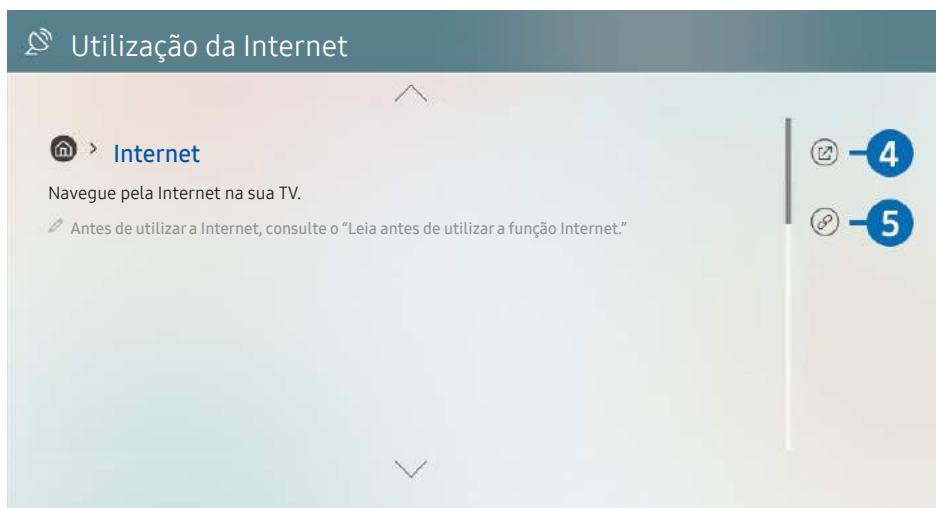 Utilização da Internet
> Internet
4
Navegue pela Internet na sua TV.
Antes de utilizar a Internet, consulte o “Leia antes de utilizar a função Internet.”
5